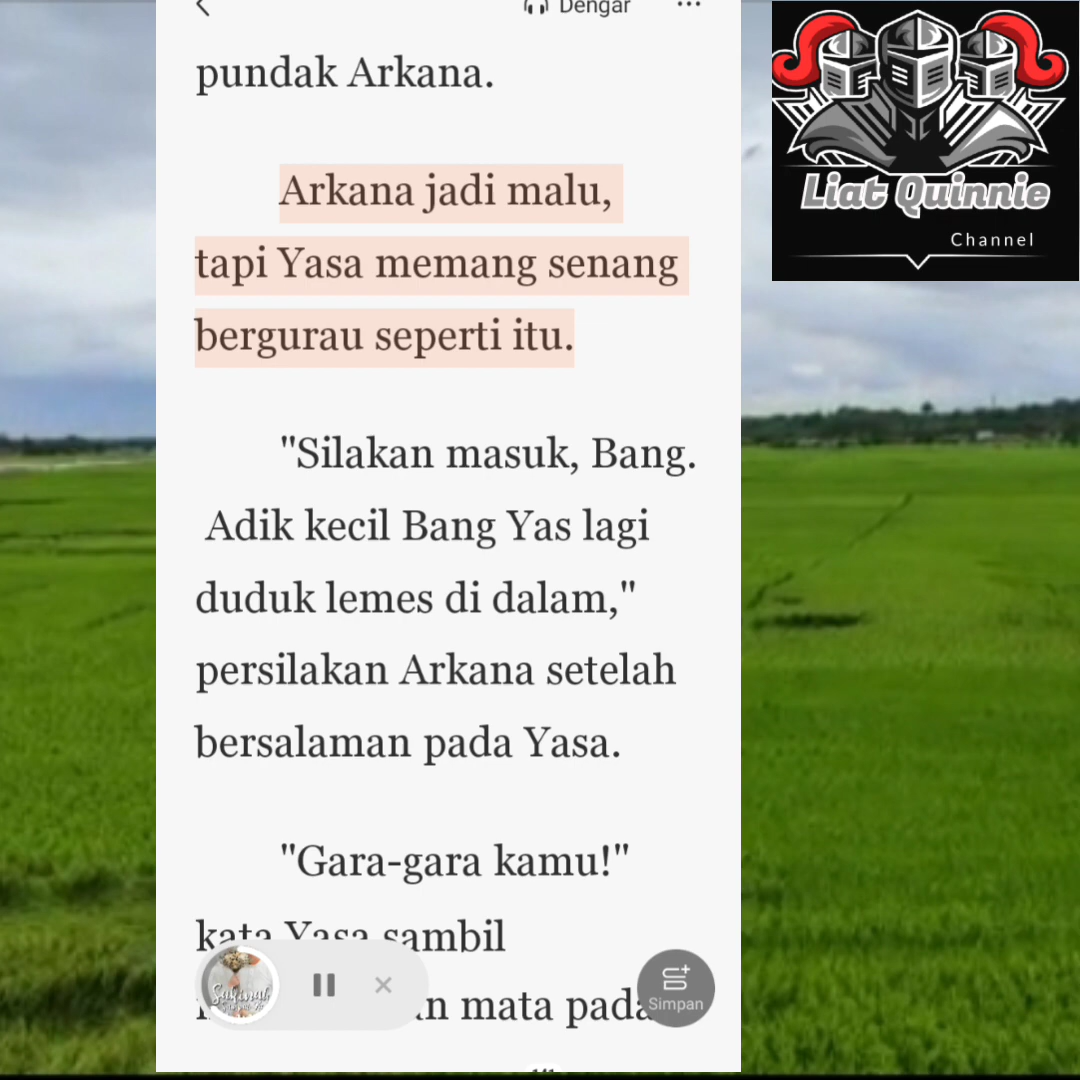 Dengar
pundak Arkana.
Arkana jadi malu,
tapi Yasa memang senang
bergurau seperti itu.
"Silakan masuk, Bang.
Adik kecil Bang Yas lagi
duduk lemes di dalam,"
persilakan Arkana setelah
bersalaman pada Yasa.
"Gara-gara kamu!"
kata Yasa sambil
mata pada
Simpan
Sakinah
Liat Quinnie
Channel